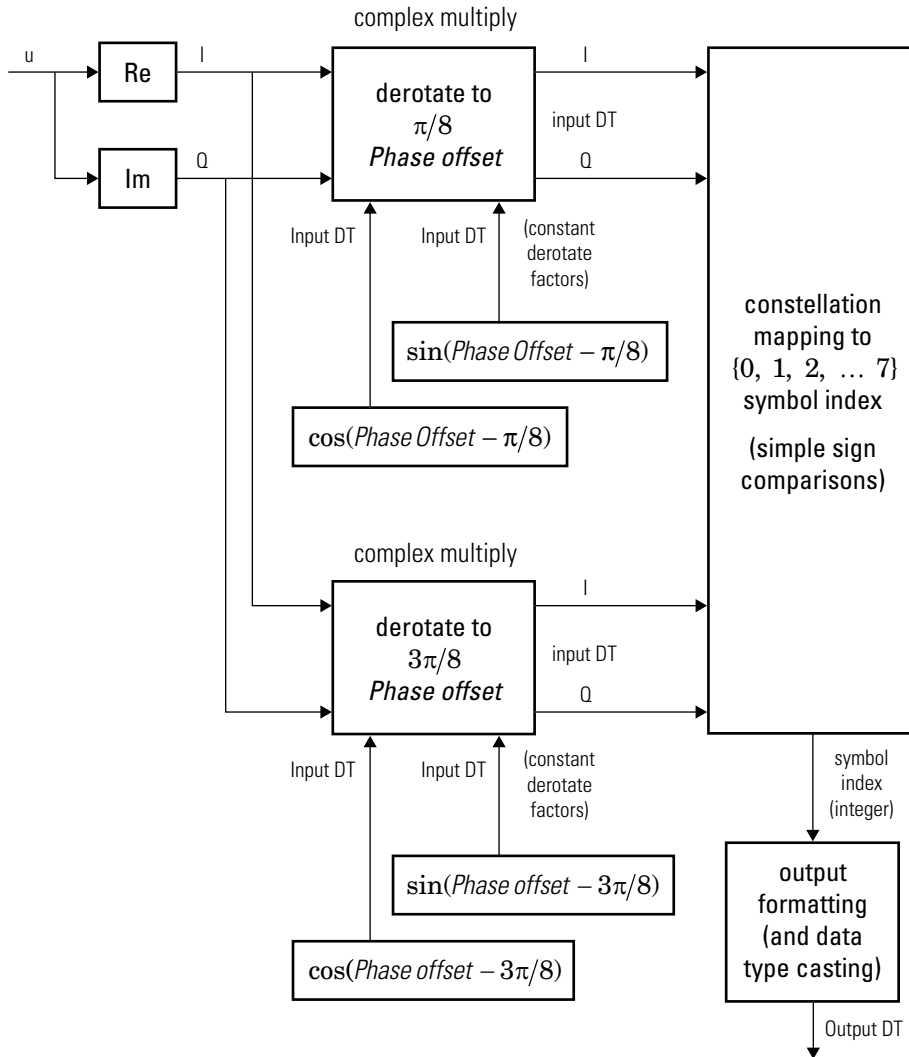 complex multiply
u
Re
I
derotate to
π/8
Phase offset
I
input DT
Q
Im
Q
Input DT
Input DT
(constant
derotate
factors)
sin(Phase Offset − π/8)
cos(Phase Offset − π/8)
constellation
mapping to
{0, 1, 2, … 7}
symbol index
(simple sign
comparisons)
complex multiply
derotate to
3π/8
Phase offset
I
input DT
Q
Input DT
Input DT
(constant
derotate
factors)
sin(Phase offset − 3π/8)
cos(Phase offset − 3π/8)
symbol
index
(integer)
output
formatting
(and data
type casting)
Output DT